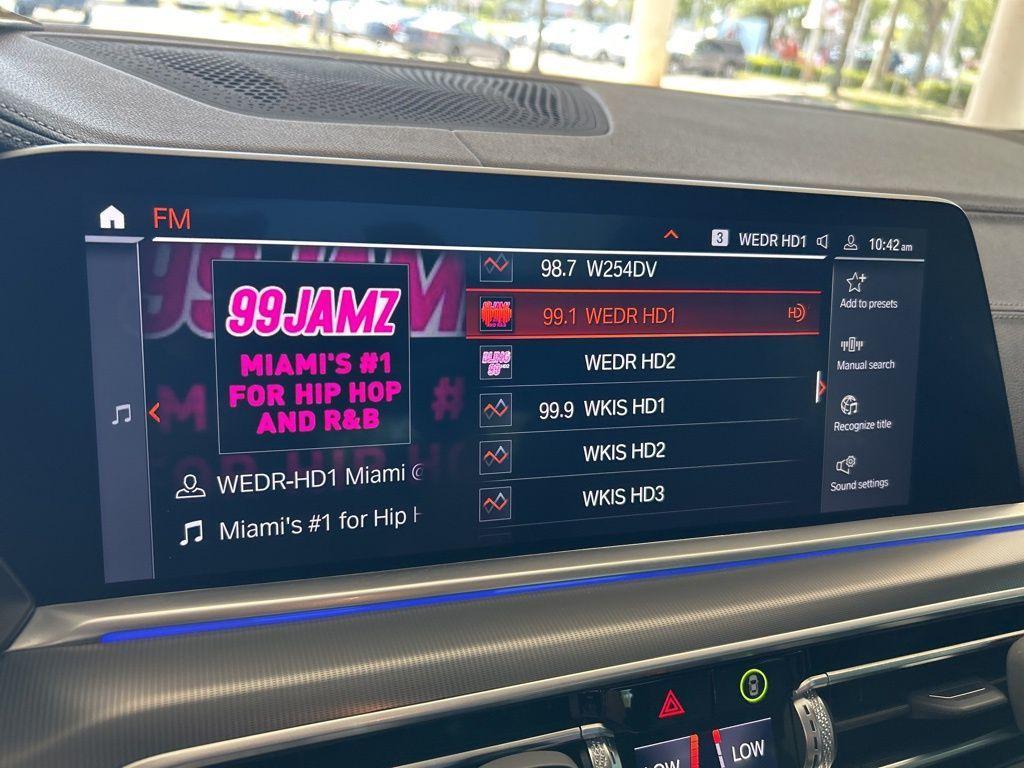 FM
3 WEDR HD1 10:42 am
99JAMZ
MIAMI'S #1
FOR HIP HOP
AND R&B
WEDR-HD1 Miami
Miami's #1 for Hip
98.7 W254DV
99.1 WEDR HD1 HD
WEDR HD2
99.9 WKIS HD1
WKIS HD2
WKIS HD3
Add to presets
Manual search
Recognize title
Sound settings
LOW
LOW